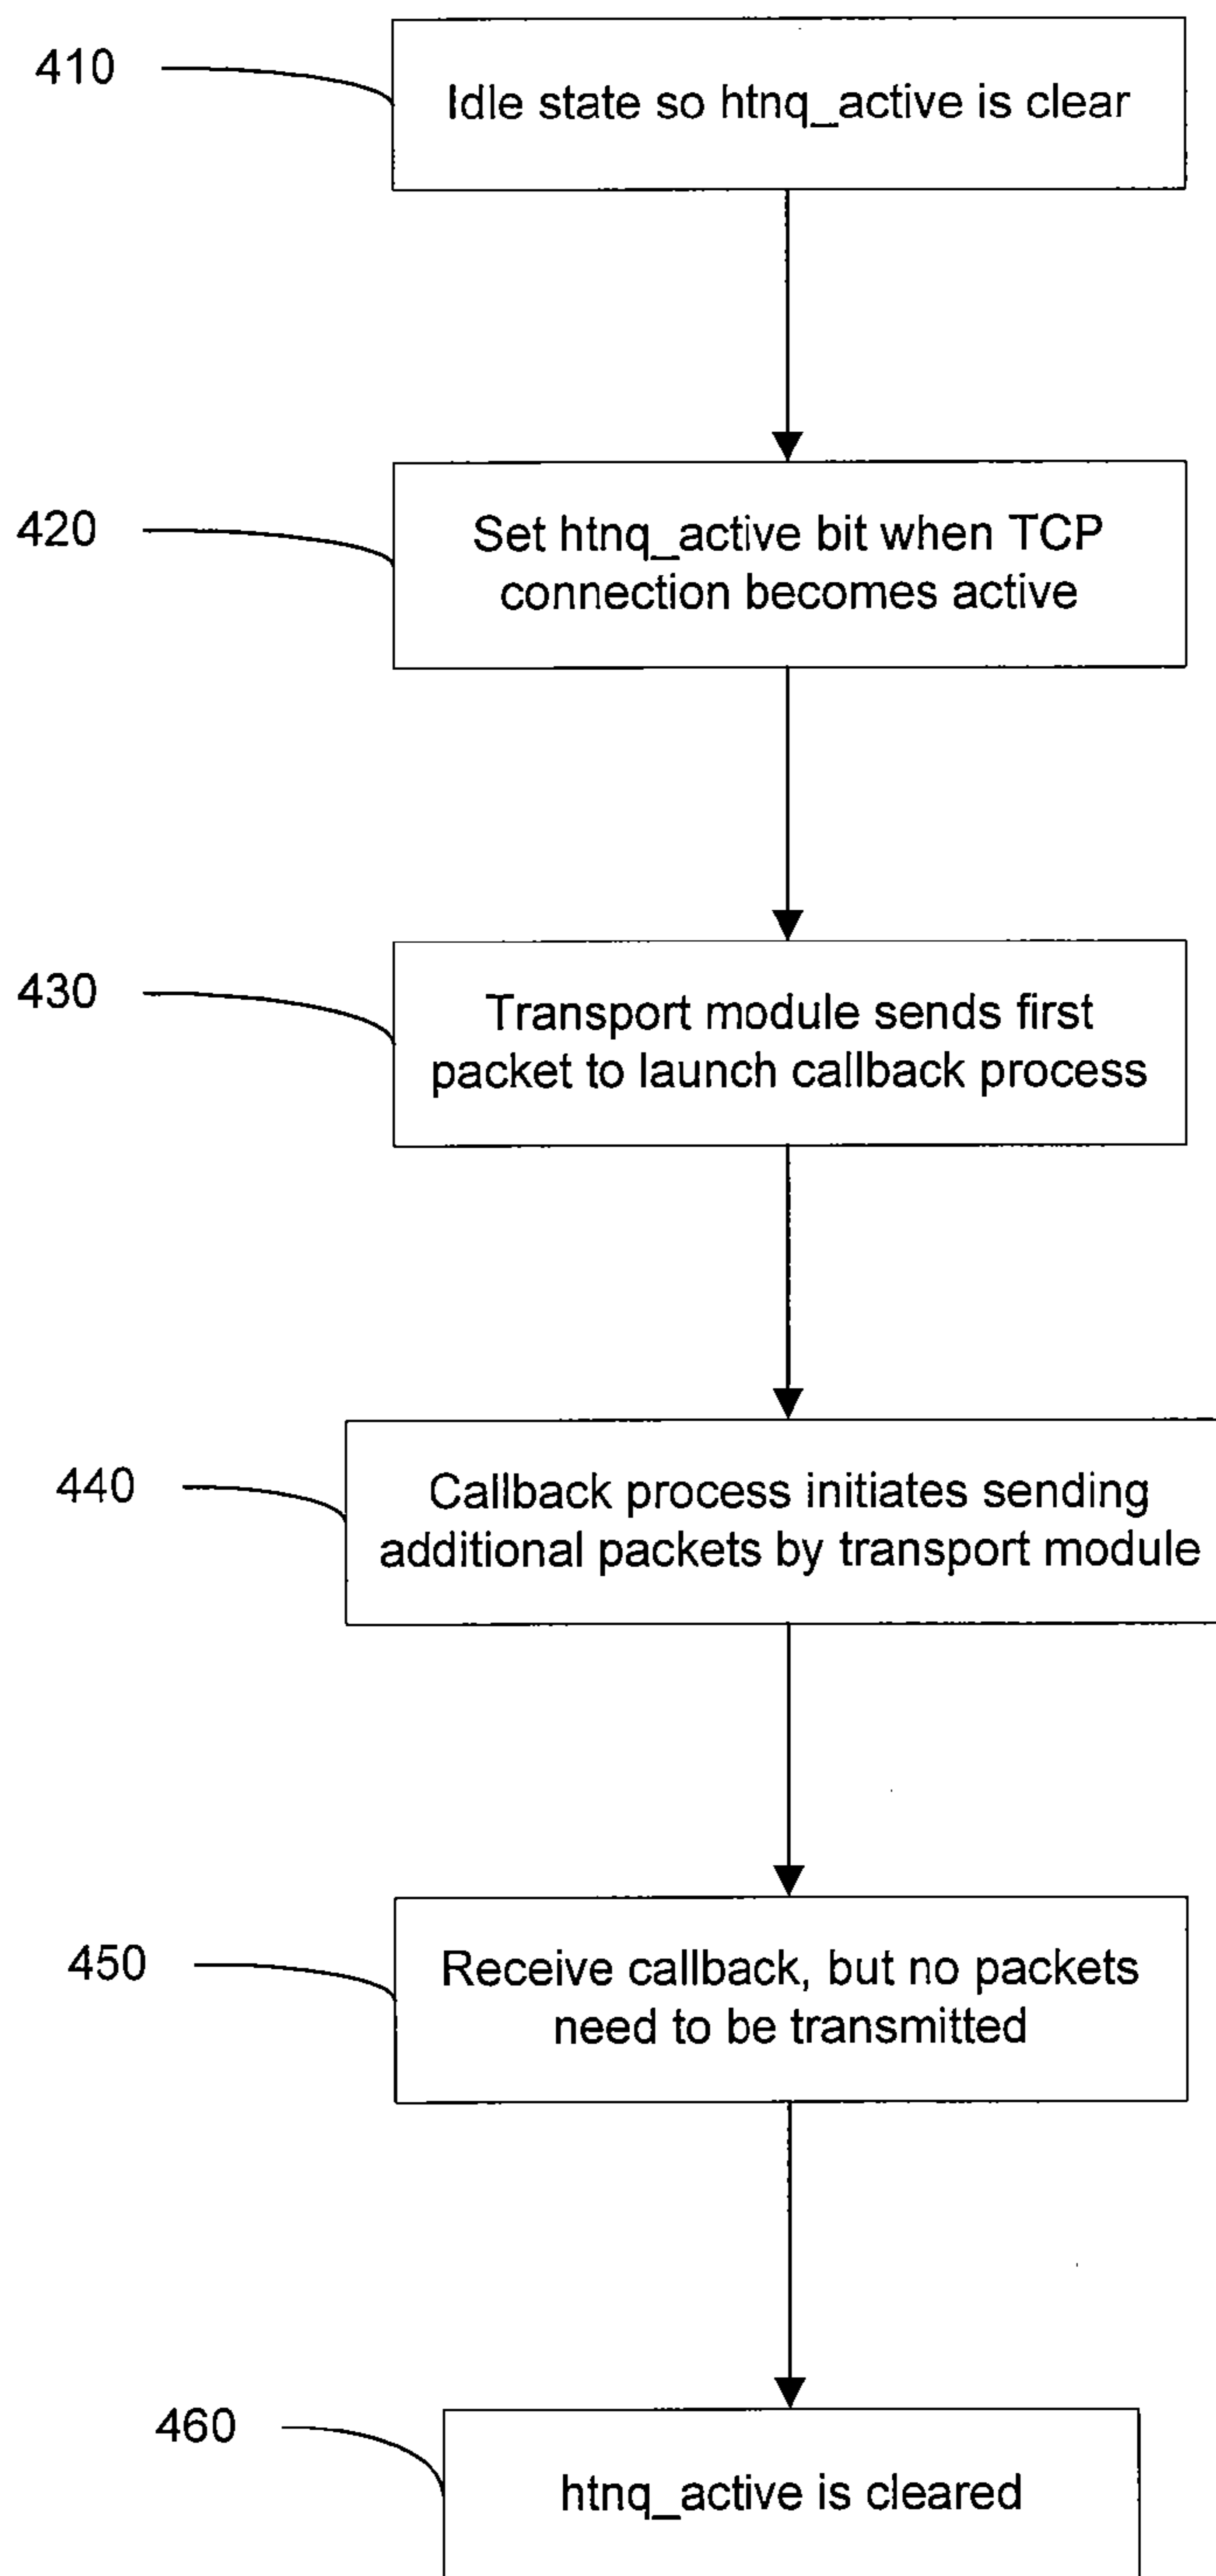 410
Idle state so htnq_active is clear
420
Set htnq_active bit when TCP
connection becomes active
430
Transport module sends first
packet to launch callback process
440
Callback process initiates sending
additional packets by transport module
450
Receive callback, but no packets
need to be transmitted
460
htnq_active is cleared